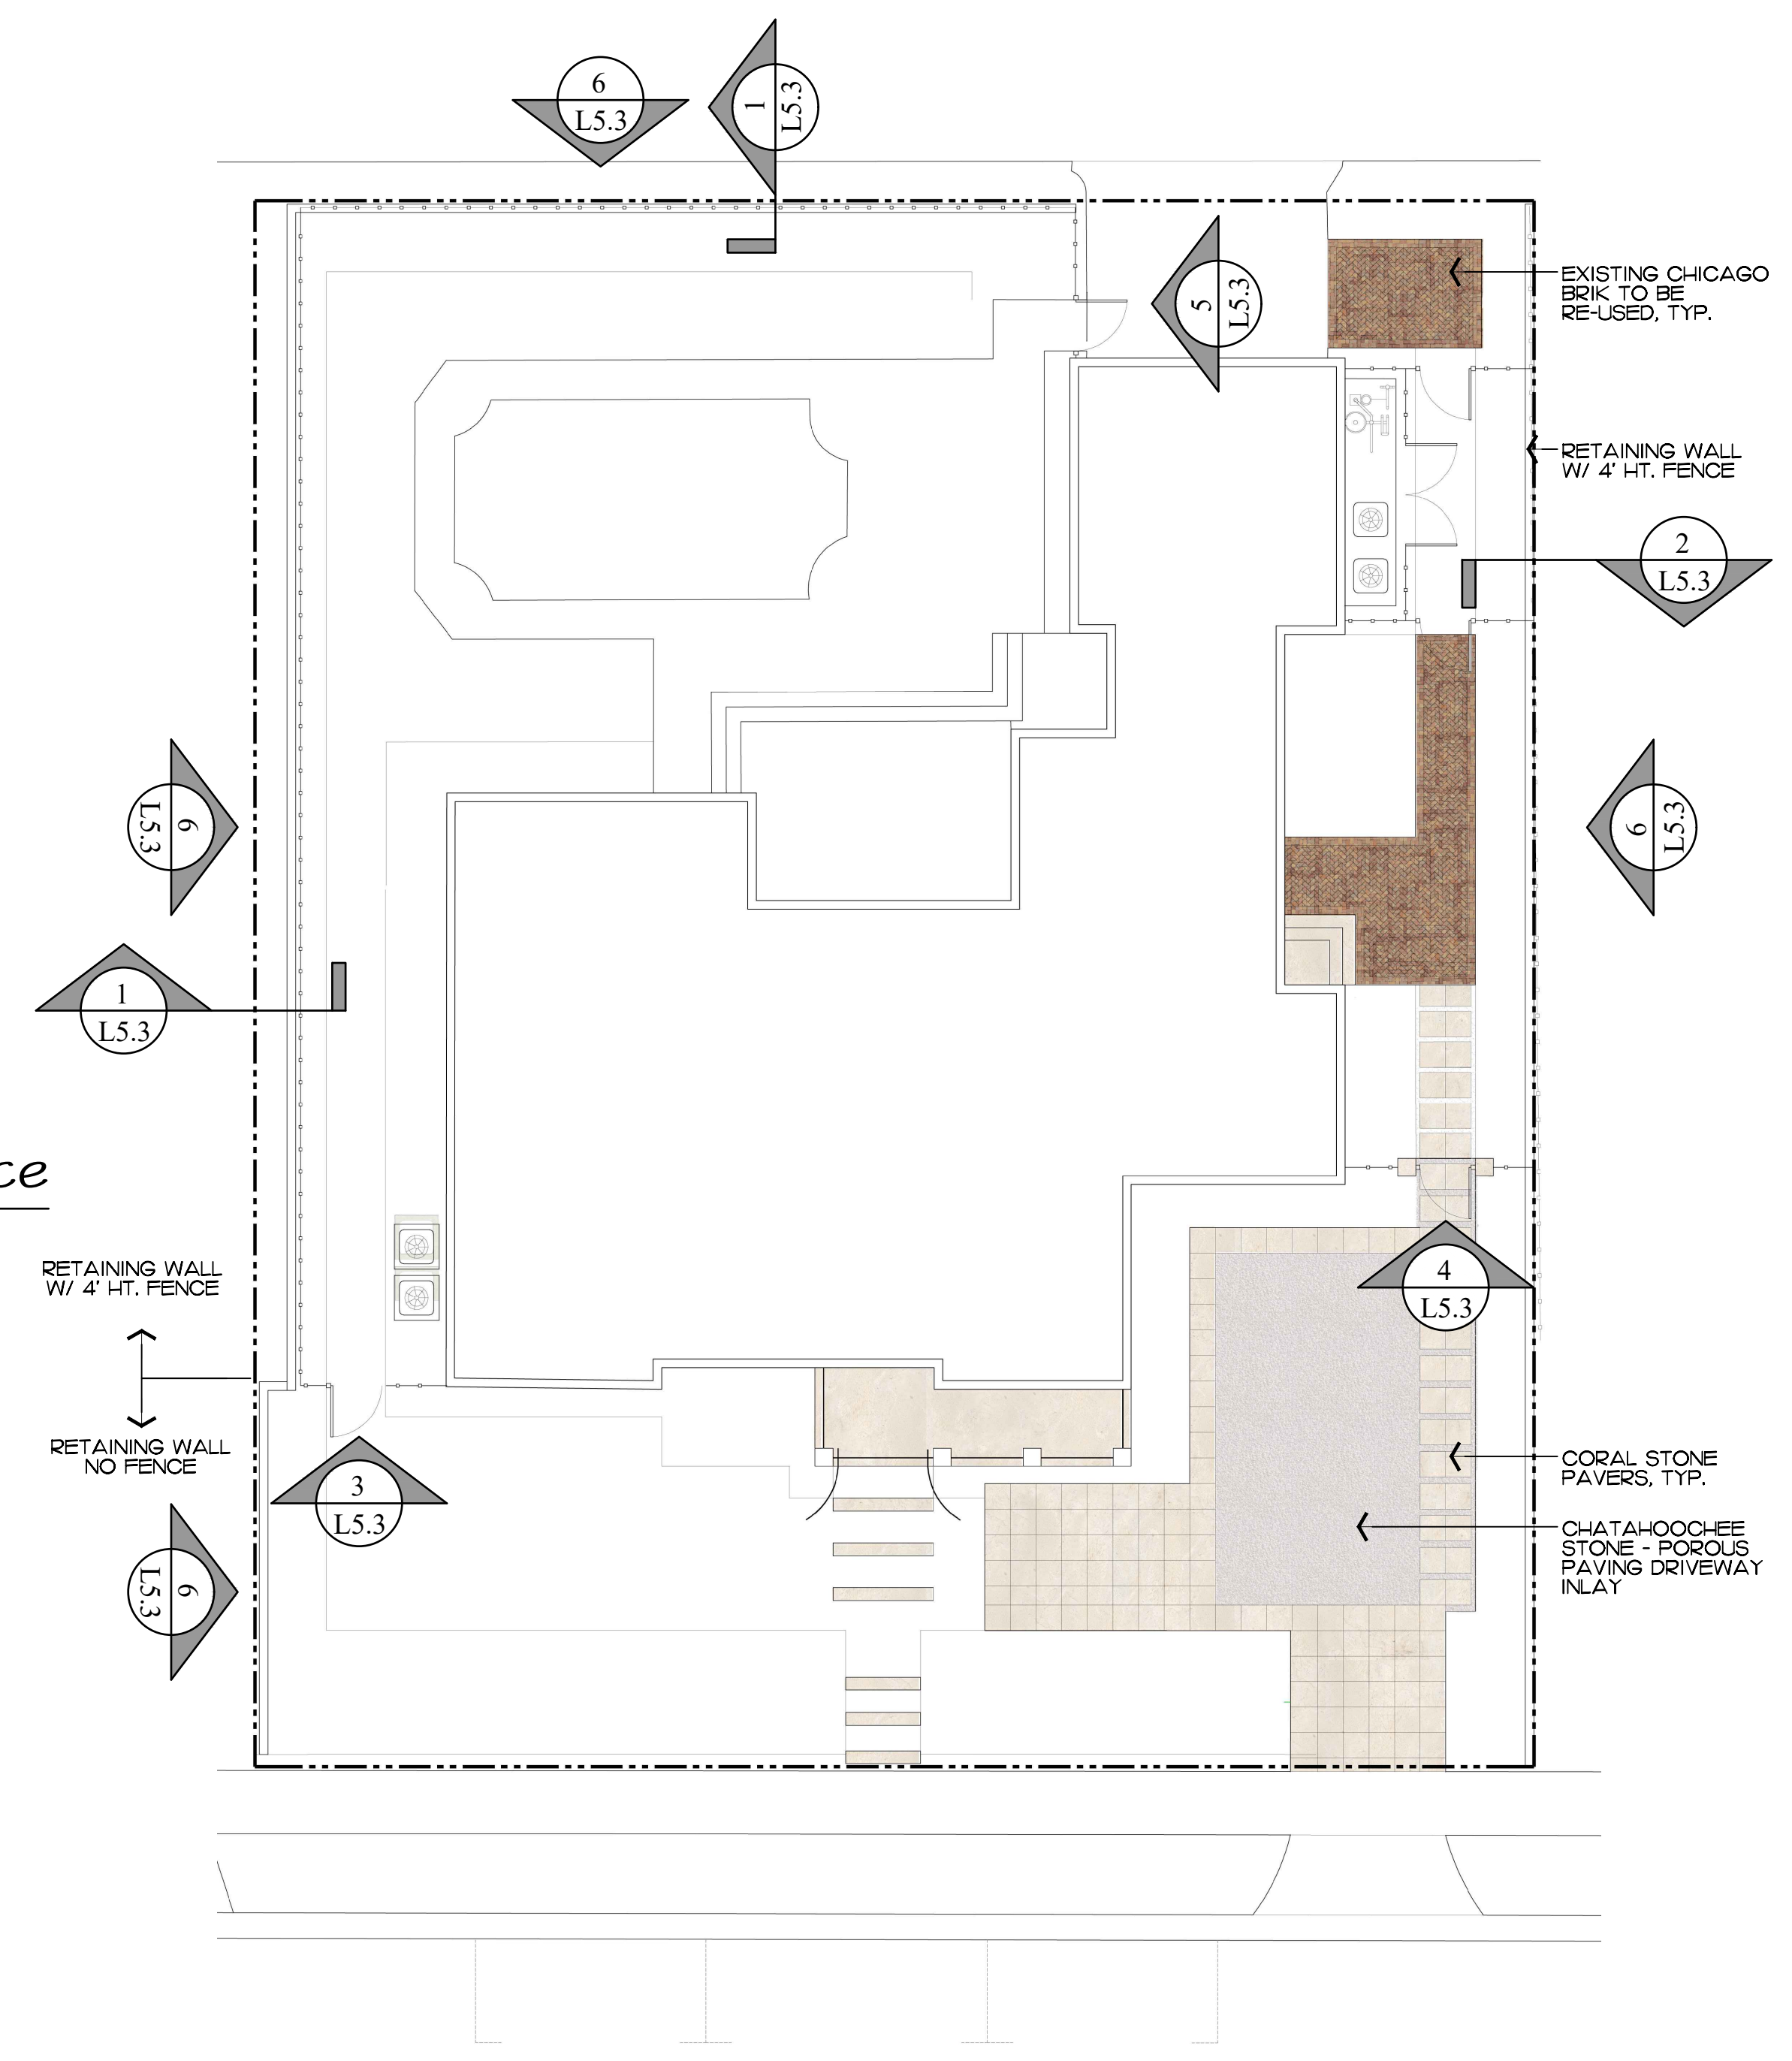 6
L5.3
1
L5.3
5
L5.3
EXISTING CHICAGO
BRIK TO BE
RE-USED, TYP.
RETAINING WALL
W/ 4' HT. FENCE
2
L5.3
6
L5.3
6
L5.3
1
L5.3
ce
RETAINING WALL
W/ 4' HT. FENCE
4
L5.3
RETAINING WALL
NO FENCE
3
L5.3
CORAL STONE
PAVERS, TYP.
CHATAHOOCHEE
STONE - POROUS
PAVING DRIVEWAY
INLAY
6
L5.3